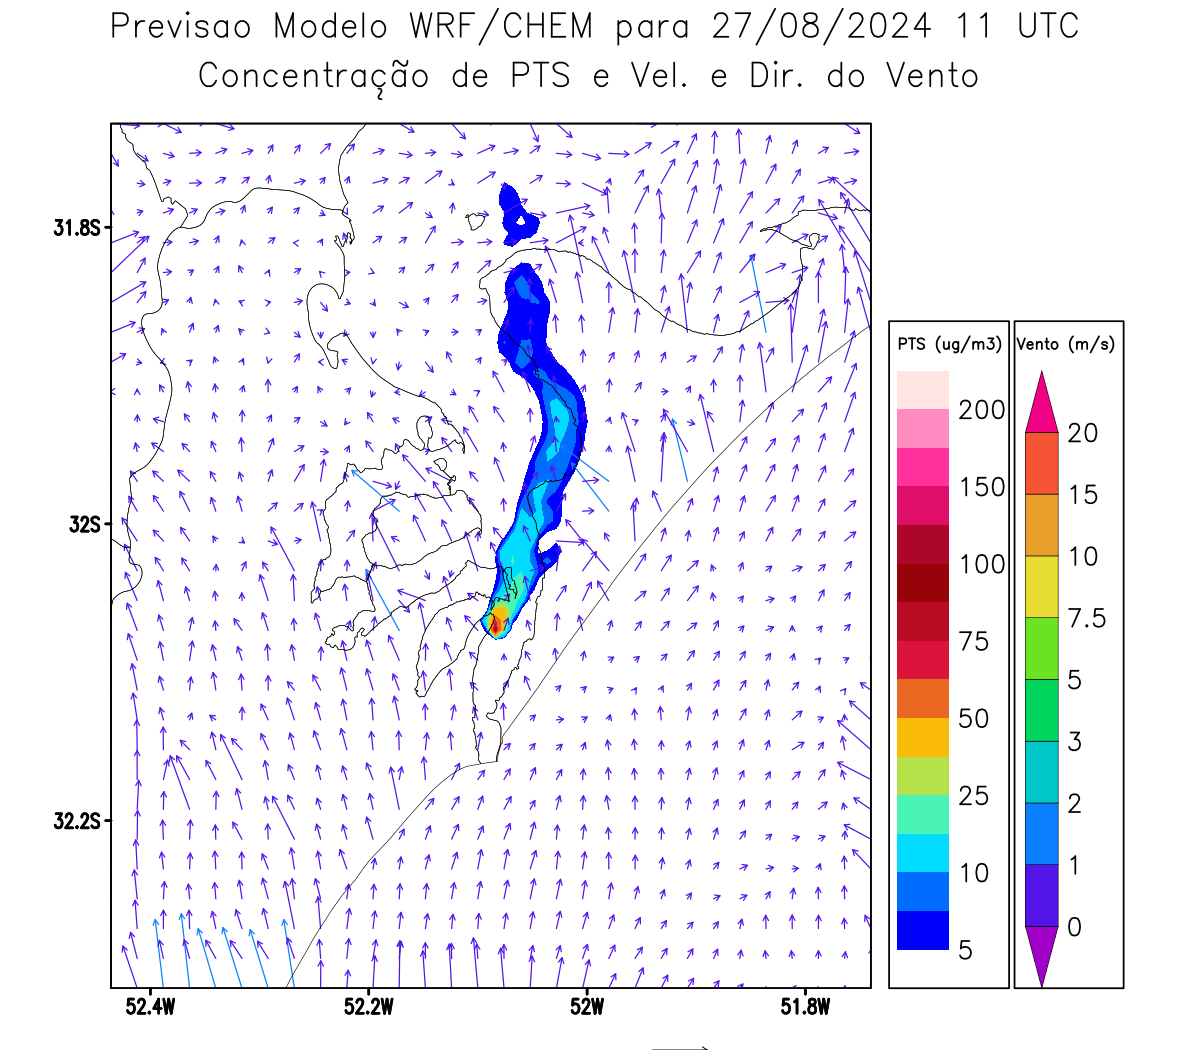 Previsao Modelo WRF/CHEM para 27/08/2024 11 UTC
Concentração de PTS e Vel. e Dir. do Vento
31.8S
32S
32.2S
52.4W
52.2W
52W
51.8W
PTS (ug/m3)
200
150
100
75
50
25
10
5
Vento (m/s)
20
15
10
7.5
5
3
2
1
0